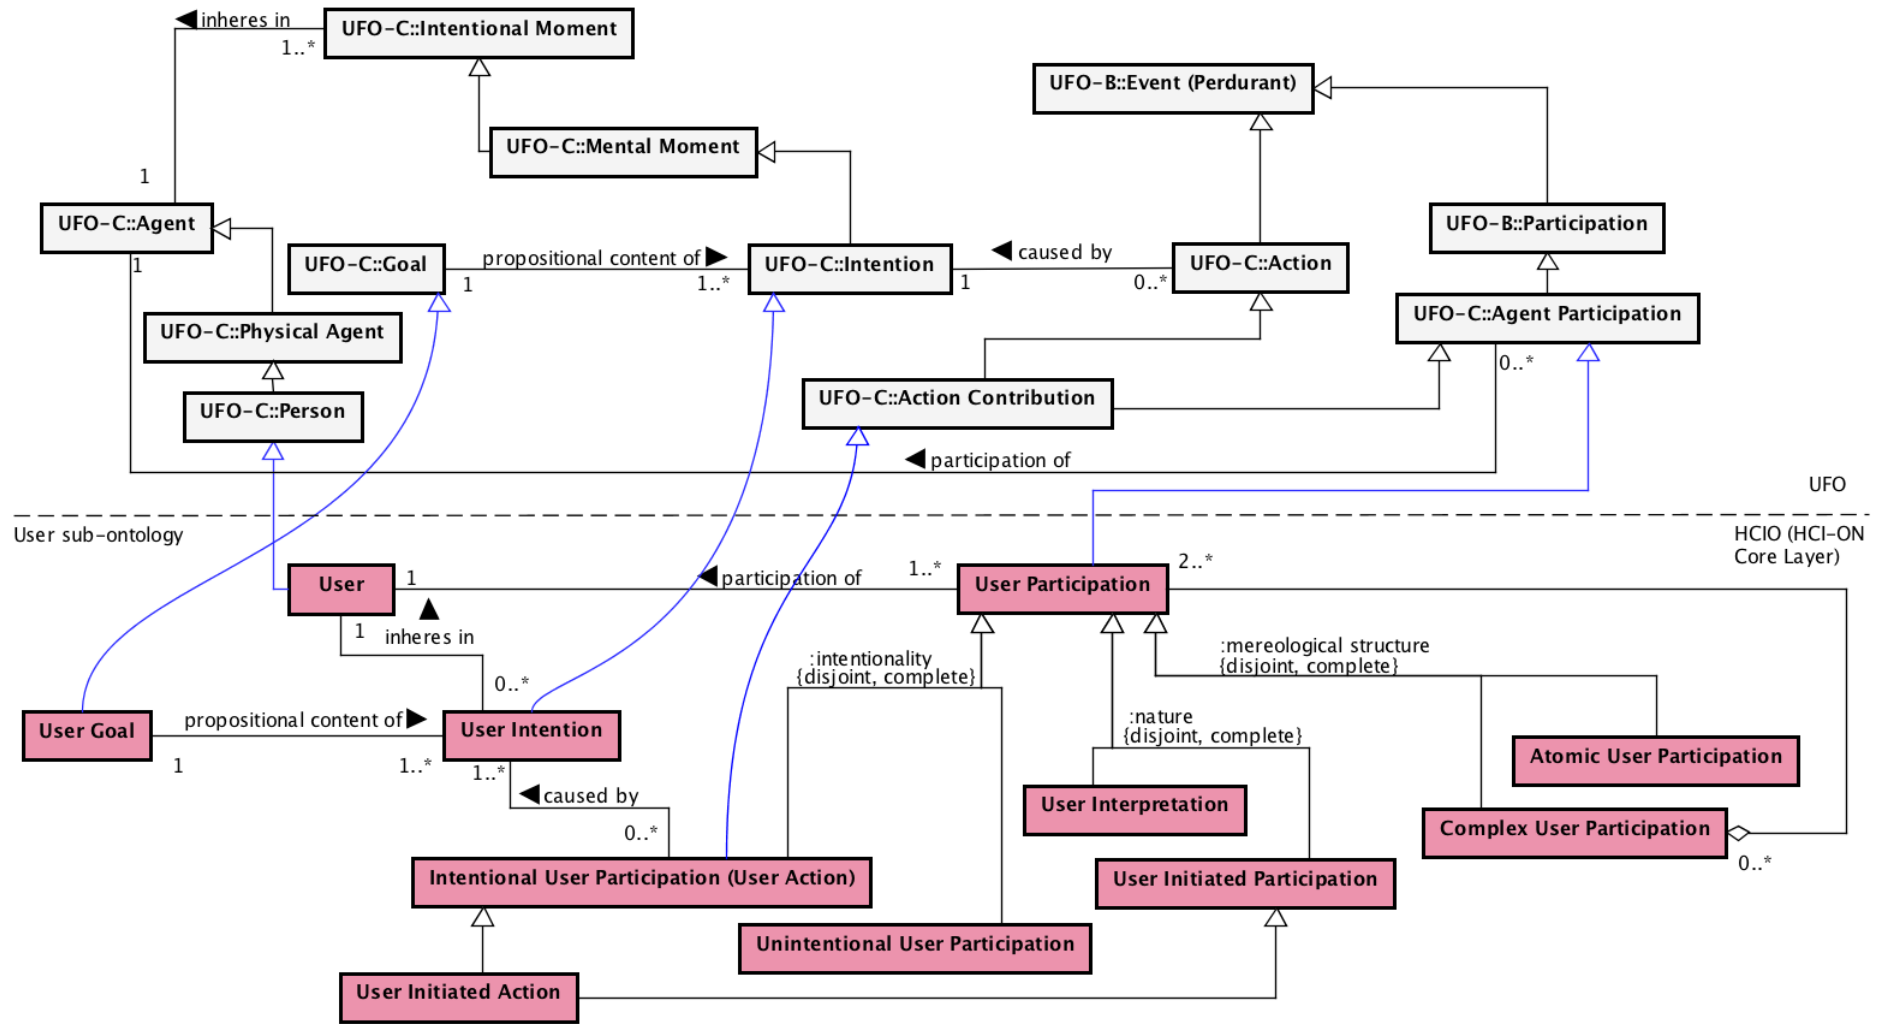 inheres in
UFO-C::Intentional Moment
1..*
UFO-B::Event (Perdurant)
UFO-C::Mental Moment
1
UFO-C::Agent
UFO-B::Participation
1
UFO-C::Goal
propositional content of
UFO-C::Intention
caused by
UFO-C::Action
1
1..*
1
0..*
UFO-C::Physical Agent
UFO-C::Agent Participation
0..*
UFO-C::Person
UFO-C::Action Contribution
participation of
UFO
User sub-ontology
HCIO (HCI-ON
Core Layer)
User
1
participation of
1..*
User Participation
2..*
1
inheres in
:intentionality
{disjoint, complete}
:mereological structure
{disjoint, complete}
0..*
User Goal
propositional content of
User Intention
:nature
{disjoint, complete}
1
1..*
1..*
Atomic User Participation
caused by
User Interpretation
0..*
Complex User Participation
0..*
Intentional User Participation (User Action)
User Initiated Participation
Unintentional User Participation
User Initiated Action